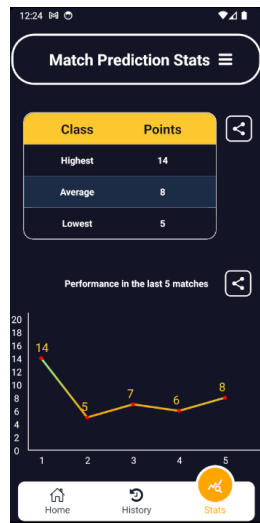 12:24
Match Prediction Stats
Class Points
Highest 14
Average 8
Lowest 5
Performance in the last 5 matches
20
18
16
14
12
10
8
6
4
2
0
14
5
7
6
8
1 2 3 4 5
Home History Stats